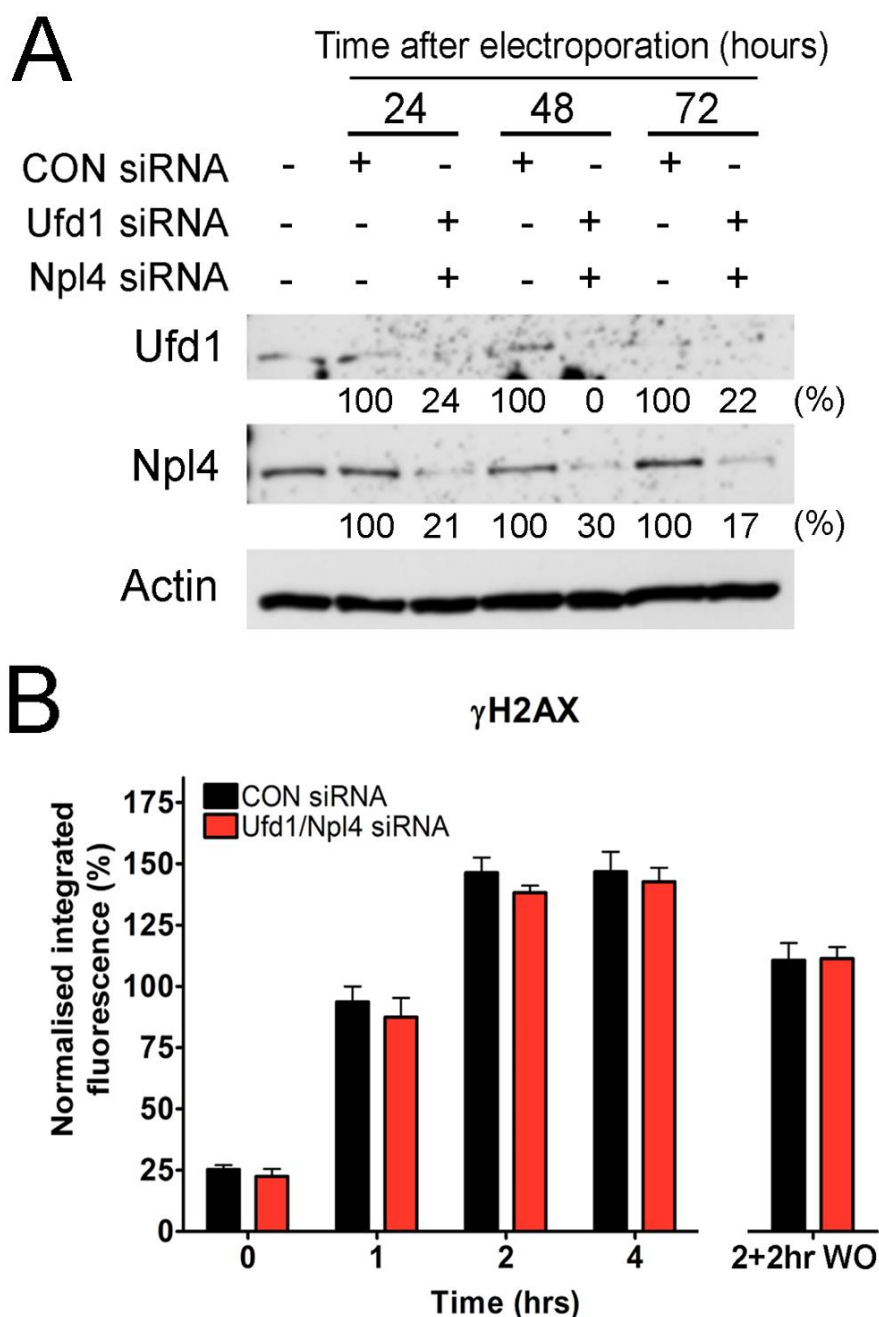 A
Time after electroporation (hours)
24 48 72
CON siRNA - + - + - + -
Ufd1 siRNA - - + - + - +
Npl4 siRNA - - + - + - +
Ufd1
100 24 100 0 100 22 (%)
Npl4
100 21 100 30 100 17 (%)
Actin
B
γH2AX
CON siRNA
Ufd1/Npl4 siRNA
Normalised integrated
fluorescence (%)
175
150
125
100
75
50
25
0
0 1 2 4 2+2hr WO
Time (hrs)